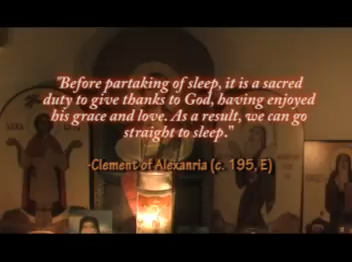 "Before partaking of sleep, it is a sacred
duty to give thanks to God, having enjoyed
his grace and love. As a result, we can go
straight to sleep."
-Clement of Alexanria (c. 195, E)